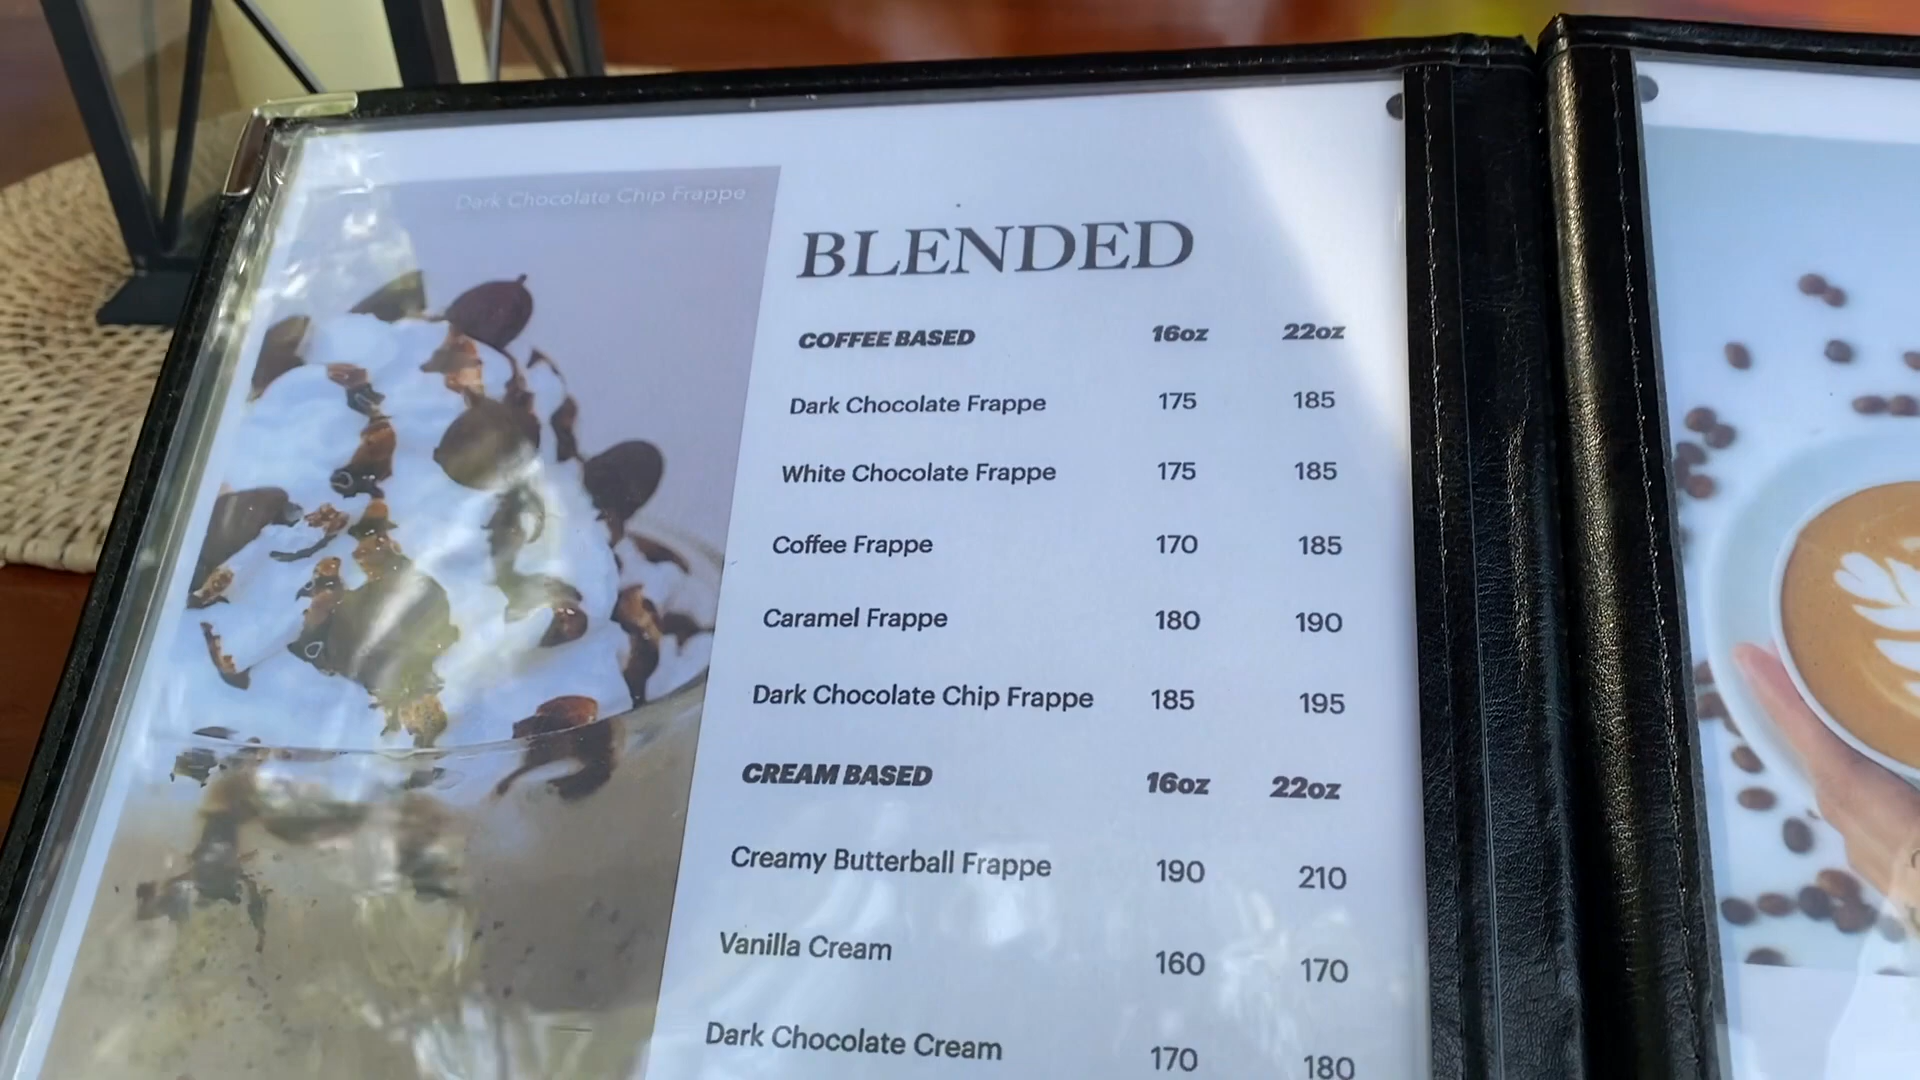 Dark Chocolate Chip Frappe
BLENDED
COFFEE BASED 16oz 22oz
Dark Chocolate Frappe 175 185
White Chocolate Frappe 175 185
Coffee Frappe 170 185
Caramel Frappe 180 190
Dark Chocolate Chip Frappe 185 195
CREAM BASED 16oz 22oz
Creamy Butterball Frappe 190 210
Vanilla Cream 160 170
Dark Chocolate Cream 170 180